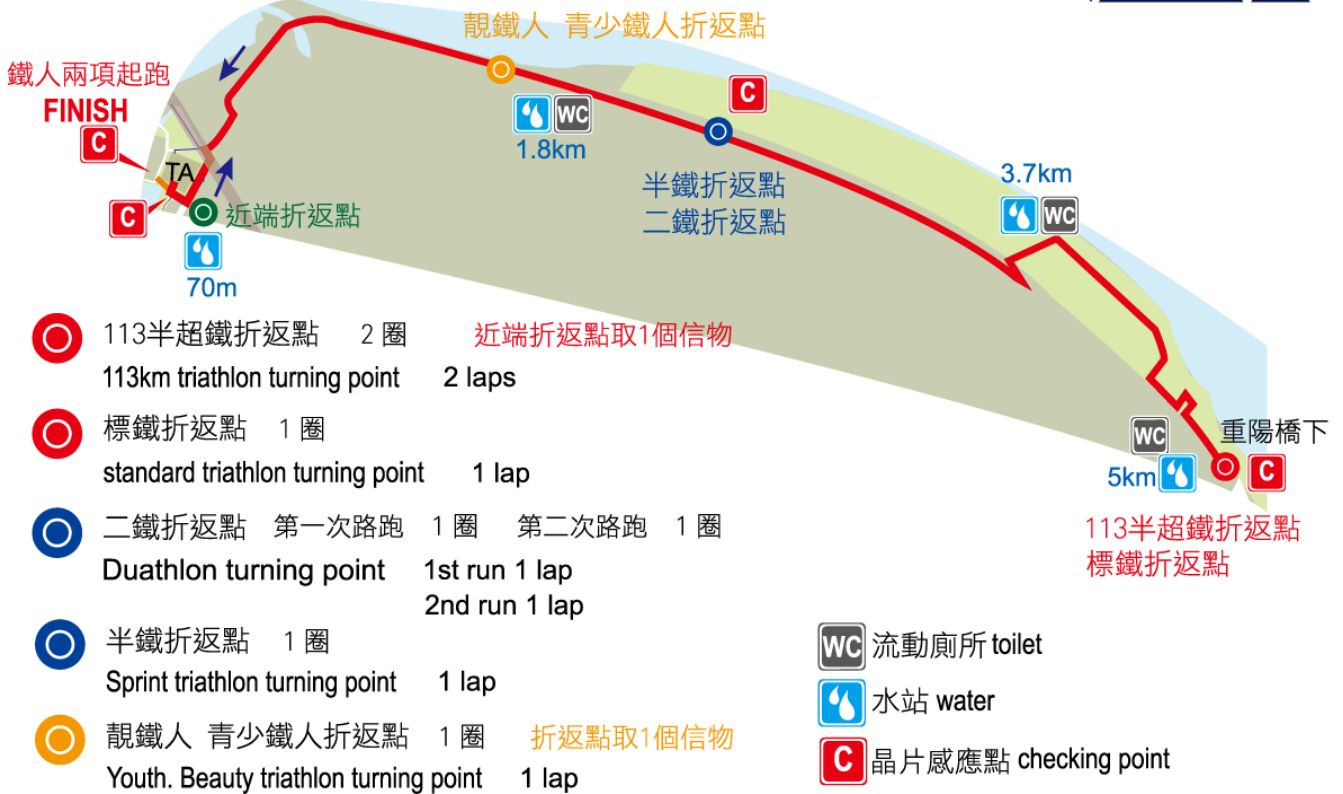 靚鐵人 青少鐵人折返點
鐵人兩項起跑
FINISH
C
C
WC
1.8km
C
3.7km
WC
TA
半鐵折返點
二鐵折返點
C
近端折返點
70m
113半超鐵折返點 2圈 近端折返點取1個信物
113km triathlon turning point 2 laps
標鐵折返點 1圈
standard triathlon turning point 1 lap
WC
重陽橋下
5km
C
113半超鐵折返點
標鐵折返點
二鐵折返點 第一次路跑 1圈 第二次路跑 1圈
Duathlon turning point 1st run 1 lap
2nd run 1 lap
半鐵折返點 1圈
Sprint triathlon turning point 1 lap
靚鐵人 青少鐵人折返點 1圈 折返點取1個信物
Youth. Beauty triathlon turning point 1 lap
WC 流動廁所 toilet
水站 water
C 晶片感應點 checking point